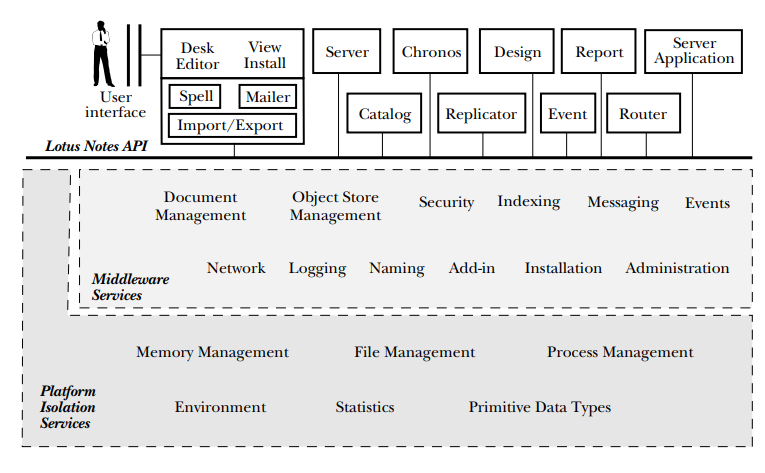 User
interface
Desk
Editor
View
Install
Spell
Mailer
Import/Export
Server
Chronos
Design
Report
Server
Application
Catalog
Replicator
Event
Router
Lotus Notes API
Document
Management
Object Store
Management
Security
Indexing
Messaging
Events
Network
Logging
Naming
Add-in
Installation
Administration
Middleware
Services
Memory Management
File Management
Process Management
Platform
Isolation
Services
Environment
Statistics
Primitive Data Types